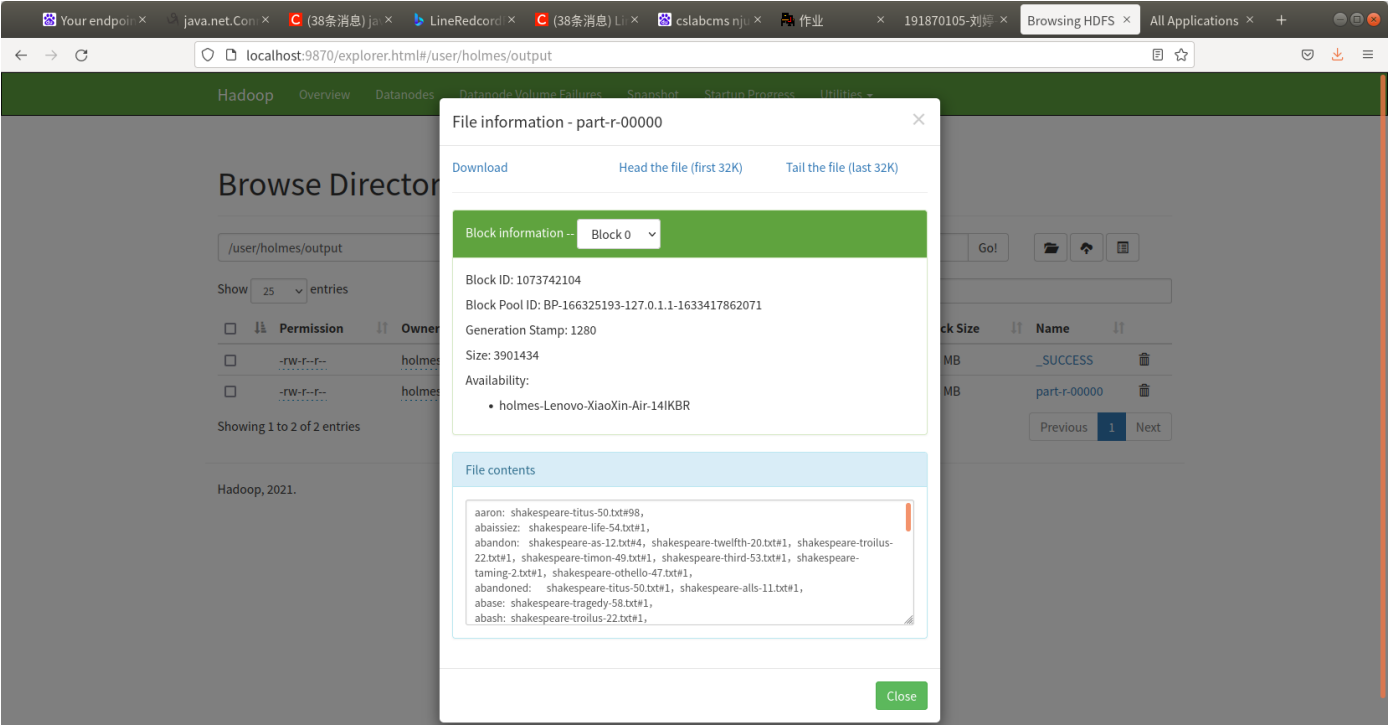 Your endpoin
java.net.Con
(38条消息) ja
LineRedcord
(38条消息) Li
cslabcms nju
作业
191870105-刘婷
Browsing HDFS
All Applications
localhost:9870/explorer.html#/user/holmes/output
Hadoop Overview Datanodes Datanode Volume Failures Snapshot Startup Progress Utilities
File information - part-r-00000
Download Head the file (first 32K) Tail the file (last 32K)
Browse Director
Block information -- Block 0
/user/holmes/output Go!
Block ID: 1073742104
Block Pool ID: BP-166325193-127.0.1.1-1633417862071
Generation Stamp: 1280
Size: 3901434
Availability:
holmes-Lenovo-XiaoXin-Air-14IKBR
Show 25 entries
Permission Owner ck Size Name
-rw-r--r-- holmes MB _SUCCESS
-rw-r--r-- holmes MB part-r-00000
Showing 1 to 2 of 2 entries Previous 1 Next
Hadoop, 2021.
File contents
aaron: shakespeare-titus-50.txt#98，
abaissiez: shakespeare-life-54.txt#1，
abandon: shakespeare-as-12.txt#4，shakespeare-twelfth-20.txt#1，shakespeare-troilus-
22.txt#1，shakespeare-timon-49.txt#1，shakespeare-third-53.txt#1，shakespeare-
taming-2.txt#1，shakespeare-othello-47.txt#1，
abandoned: shakespeare-titus-50.txt#1，shakespeare-alls-11.txt#1，
abase: shakespeare-tragedy-58.txt#1，
abash: shakespeare-troilus-22.txt#1，
Close